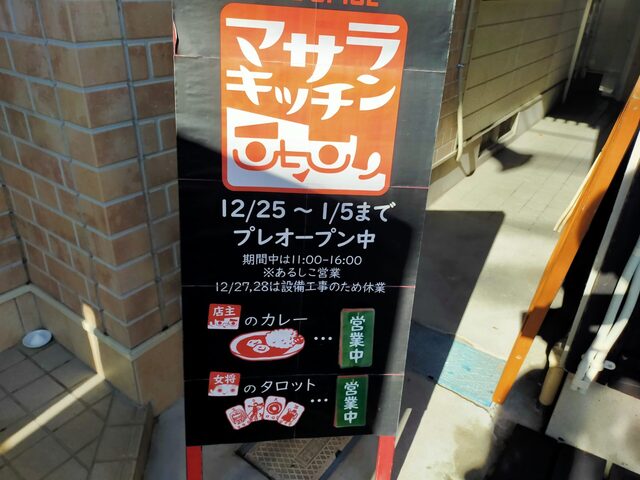 マサラ
キッチン
12/25～1/5まで
プレオープン中
期間中は11:00-16:00
※あるしこ営業
12/27,28は設備工事のため休業
店主のカレー…営業中
女将のタロット…営業中